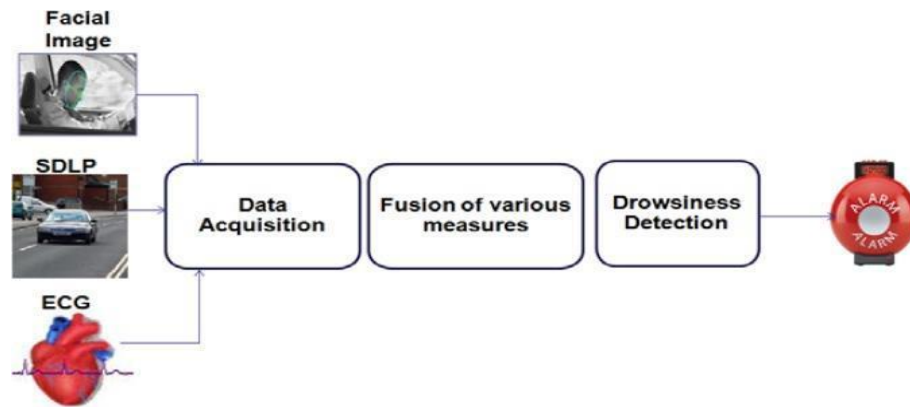 Facial
Image
SDLP
ECG
Data
Acquisition
Fusion of various
measures
Drowsiness
Detection
ALARM
ALARM